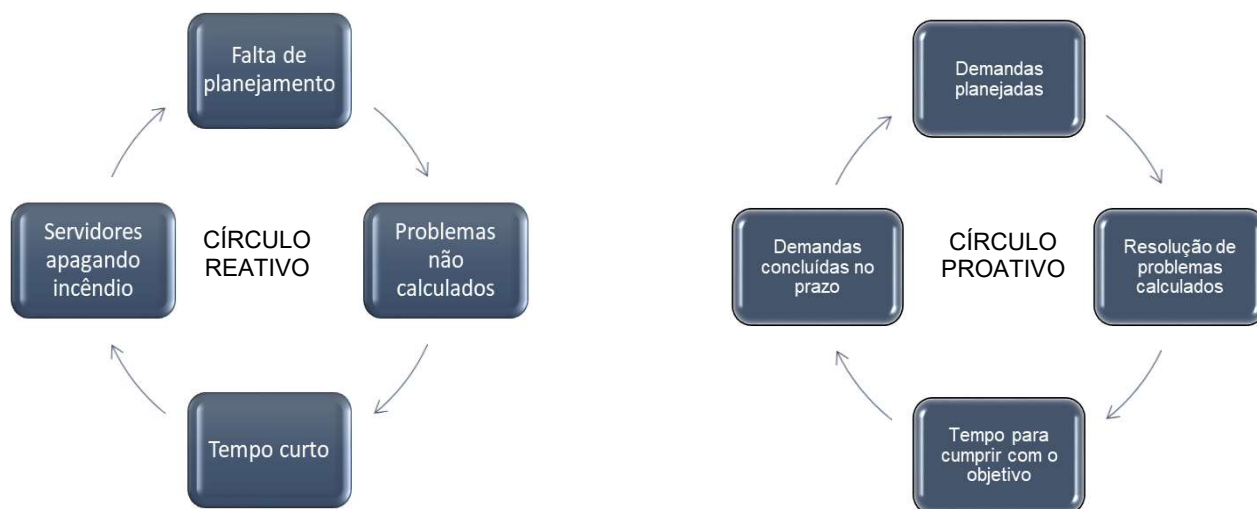 Falta de
planejamento
Servidores
apagando
incêndio
CÍRCULO
REATIVO
Problemas
não
calculados
Tempo curto
Demandas
planejadas
Demandas
concluídas no
prazo
CÍRCULO
PROATIVO
Resolução de
problemas
calculados
Tempo para
cumprir com o
objetivo